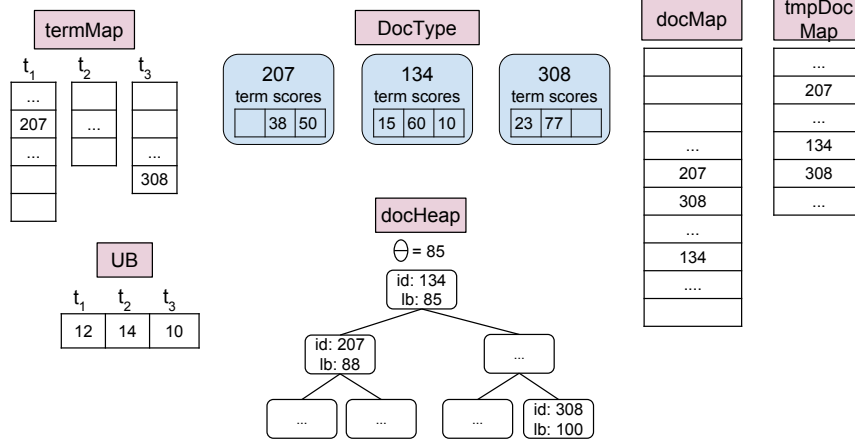 termMap
t1 t2 t3
...
207
...
...
...
308
DocType
207
term scores
38 50
134
term scores
15 60 10
308
term scores
23 77
docMap
...
207
308
...
134
....
tmpDoc
Map
...
207
...
134
308
...
UB
t1 t2 t3
12 14 10
docHeap
Θ = 85
id: 134
lb: 85
id: 207
lb: 88
...
...
...
...
id: 308
lb: 100